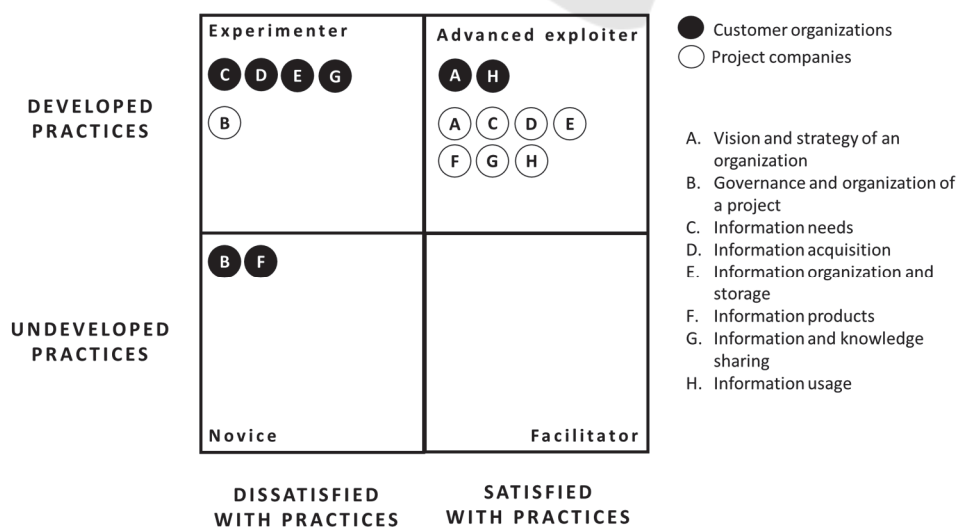 Experimenter
Advanced exploiter
C D E G
A H
B
A C D E
F G H
DEVELOPED
PRACTICES
B F
UNDEVELOPED
PRACTICES
Novice
Facilitator
DISSATISFIED
WITH PRACTICES
SATISFIED
WITH PRACTICES
Customer organizations
Project companies
A. Vision and strategy of an
organization
B. Governance and organization of
a project
C. Information needs
D. Information acquisition
E. Information organization and
storage
F. Information products
G. Information and knowledge
sharing
H. Information usage